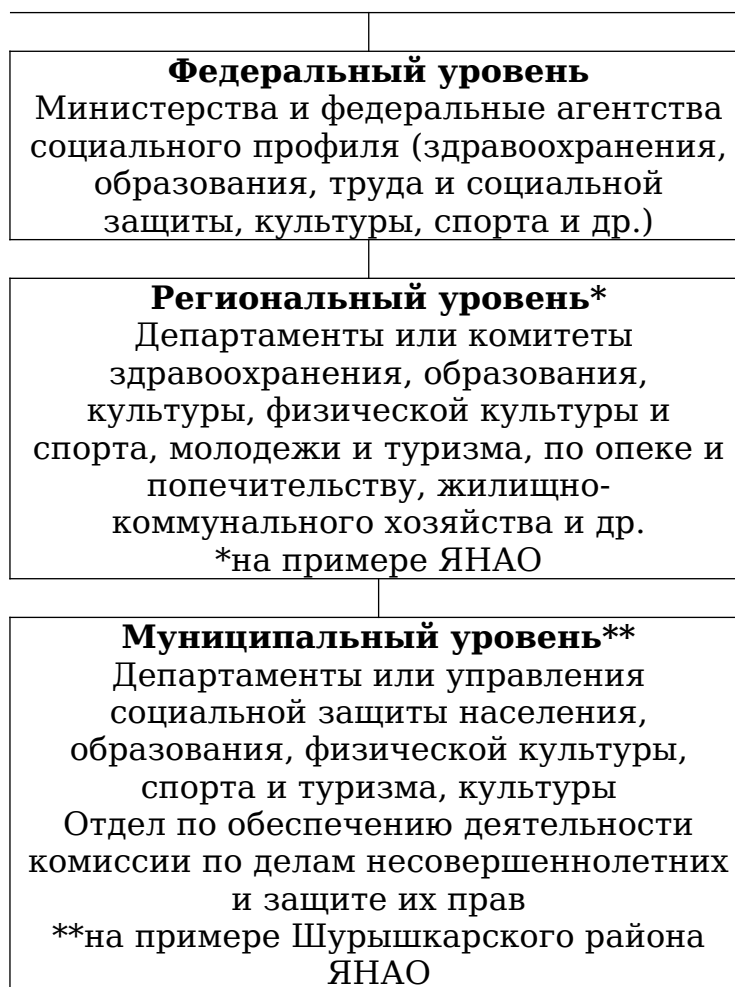 Федеральный уровень
Министерства и федеральные агентства
социального профиля (здравоохранения,
образования, труда и социальной
защиты, культуры, спорта и др.)
Региональный уровень*
Департаменты или комитеты
здравоохранения, образования,
культуры, физической культуры и
спорта, молодежи и туризма, по опеке и
попечительству, жилищно-
коммунального хозяйства и др.
*на примере ЯНАО
Муниципальный уровень**
Департаменты или управления
социальной защиты населения,
образования, физической культуры,
спорта и туризма, культуры
Отдел по обеспечению деятельности
комиссии по делам несовершеннолетних
и защите их прав
**на примере Шурышкарского района
ЯНАО